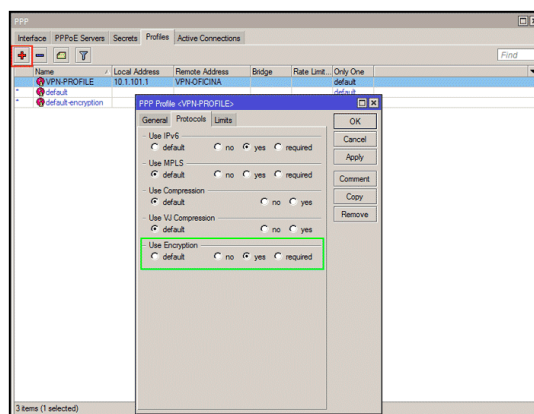 PPP
Interface PPPoE Servers Secrets Profiles Active Connections
Find
Name Local Address Remote Address Bridge Rate Limit... Only One
VPN-PROFILE 10.1.101.1 VPN-OFICINA default
* default default
* default-encryption default
PPP Profile <VPN-PROFILE>
General Protocols Limits
OK
Cancel
Apply
Comment
Copy
Remove
Use IPv6
default no yes required
Use MPLS
default no yes required
Use Compression
default no yes
Use VJ Compression
default no yes
Use Encryption
default no yes required
3 items (1 selected)